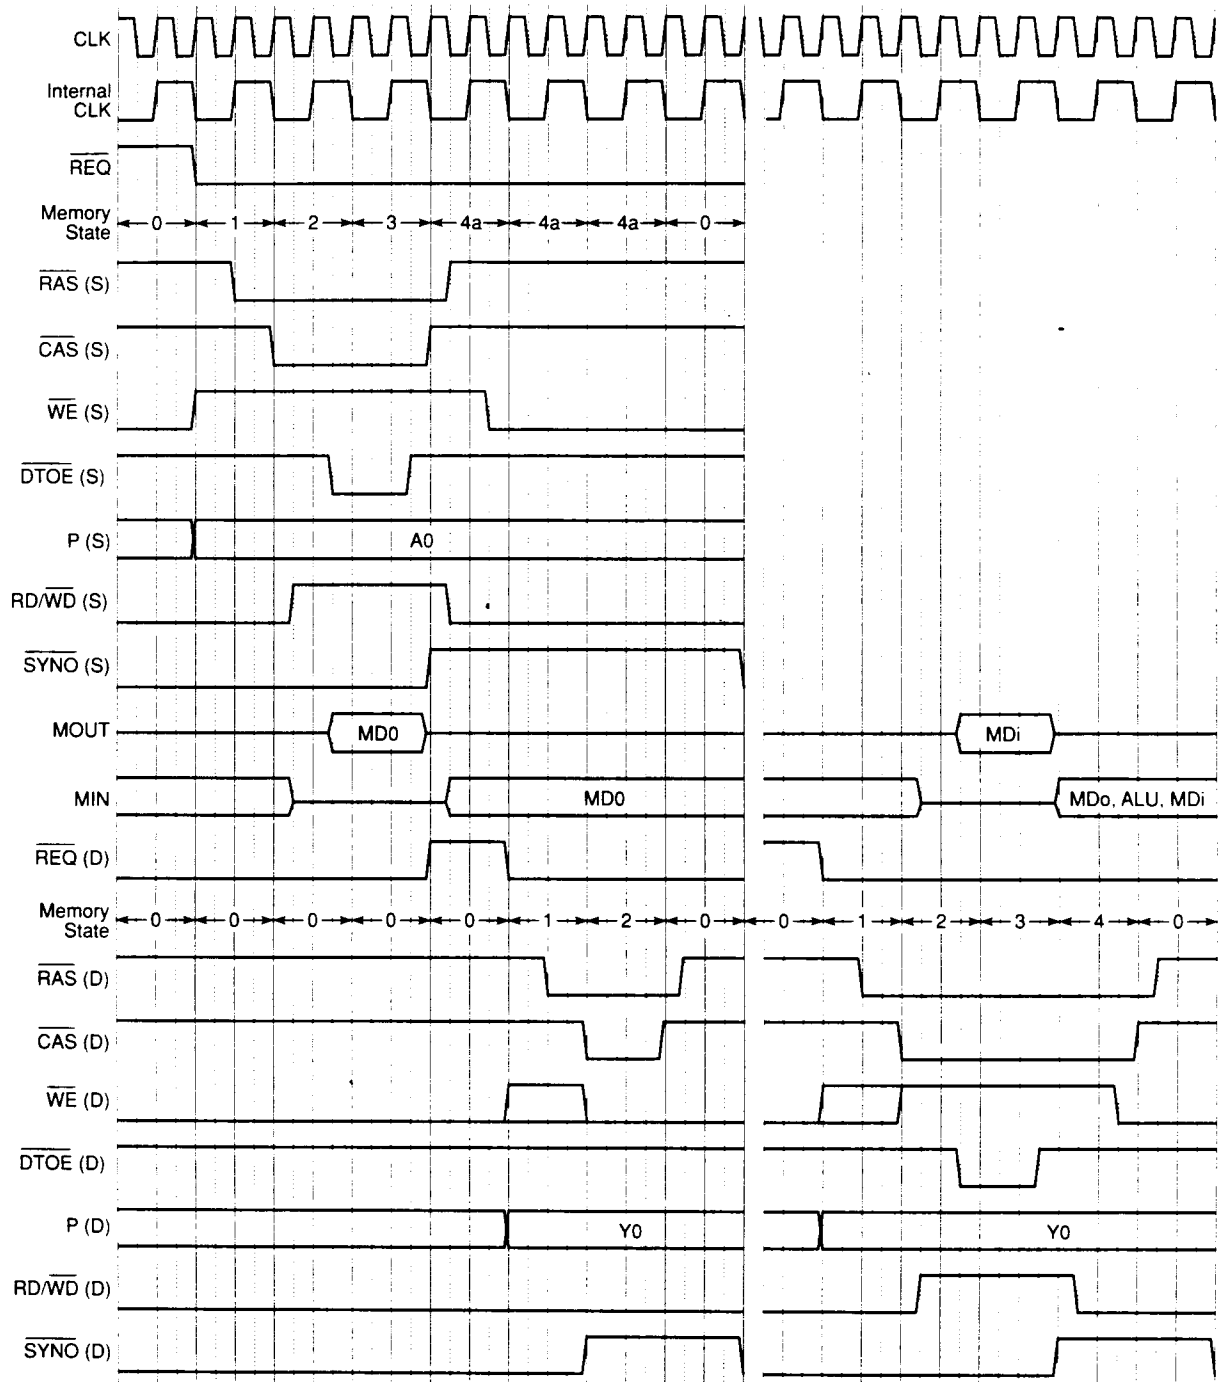 CLK
Internal
CLK
REQ
Memory
State
0 1 2 3 4a 4a 4a 0
RAS (S)
CAS (S)
WE (S)
DTOE (S)
P (S)
A0
RD/WD (S)
SYNO (S)
MOUT
MD0
MDi
MIN
MD0
MDo, ALU, MDi
REQ (D)
Memory
State
0 0 0 0 0 1 2 0 0 1 2 3 4 0
RAS (D)
CAS (D)
WE (D)
DTOE (D)
P (D)
Y0
Y0
RD/WD (D)
SYNO (D)